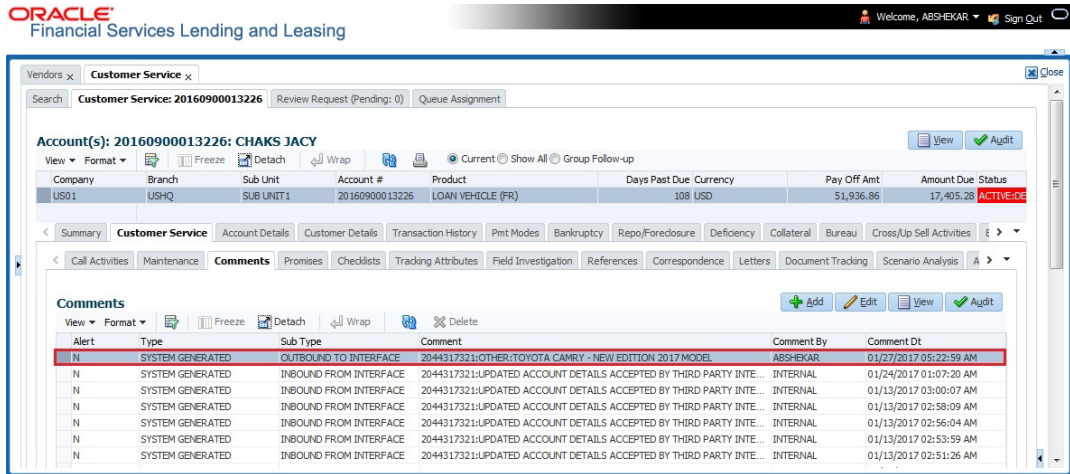 ORACLE®
Financial Services Lending and Leasing
Welcome, ABSHEKAR Sign Out
Vendors x Customer Service x Close
Search Customer Service: 20160900013226 Review Request (Pending: 0) Queue Assignment
Account(s): 20160900013226: CHAKS JACY View Audit
View Format Freeze Detach Wrap Current Show All Group Follow-up
Company Branch Sub Unit Account # Product Days Past Due Currency Pay Off Amt Amount Due Status
US01 USHQ SUB UNIT1 20160900013226 LOAN VEHICLE (FR) 108 USD 51,936.86 17,405.28 ACTIVE:DE
Summary Customer Service Account Details Customer Details Transaction History Pmt Modes Bankruptcy Repo/Foreclosure Deficiency Collateral Bureau Cross/Up Sell Activities
Call Activities Maintenance Comments Promises Checklists Tracking Attributes Field Investigation References Correspondence Letters Document Tracking Scenario Analysis A
Comments Add Edit View Audit
View Format Freeze Detach Wrap Delete
Alert Type Sub Type Comment Comment By Comment Dt
N SYSTEM GENERATED OUTBOUND TO INTERFACE 2044317321:OTHER:TOYOTA CAMRY - NEW EDITION 2017 MODEL ABSHEKAR 01/27/2017 05:22:59 AM
N SYSTEM GENERATED INBOUND FROM INTERFACE 2044317321:UPDATED ACCOUNT DETAILS ACCEPTED BY THIRD PARTY INTE... INTERNAL 01/24/2017 01:07:20 AM
N SYSTEM GENERATED INBOUND FROM INTERFACE 2044317321:UPDATED ACCOUNT DETAILS ACCEPTED BY THIRD PARTY INTE... INTERNAL 01/13/2017 03:00:07 AM
N SYSTEM GENERATED INBOUND FROM INTERFACE 2044317321:UPDATED ACCOUNT DETAILS ACCEPTED BY THIRD PARTY INTE... INTERNAL 01/13/2017 02:58:09 AM
N SYSTEM GENERATED INBOUND FROM INTERFACE 2044317321:UPDATED ACCOUNT DETAILS ACCEPTED BY THIRD PARTY INTE... INTERNAL 01/13/2017 02:56:04 AM
N SYSTEM GENERATED INBOUND FROM INTERFACE 2044317321:UPDATED ACCOUNT DETAILS ACCEPTED BY THIRD PARTY INTE... INTERNAL 01/13/2017 02:53:59 AM
N SYSTEM GENERATED INBOUND FROM INTERFACE 2044317321:UPDATED ACCOUNT DETAILS ACCEPTED BY THIRD PARTY INTE... INTERNAL 01/13/2017 02:51:26 AM